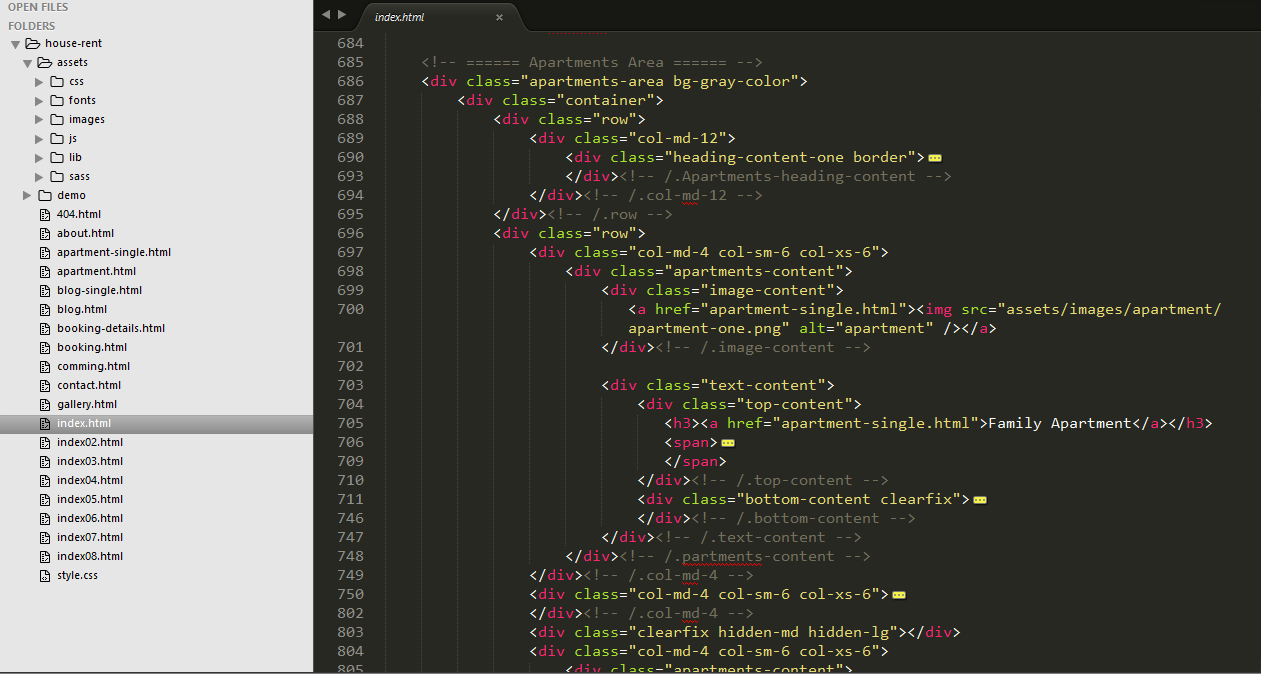 OPEN FILES
FOLDERS
house-rent
assets
css
fonts
images
js
lib
sass
demo
404.html
about.html
apartment-single.html
apartment.html
blog-single.html
blog.html
booking-details.html
booking.html
comming.html
contact.html
gallery.html
index.html
index02.html
index03.html
index04.html
index05.html
index06.html
index07.html
index08.html
style.css
index.html ×
684
685 <!-- ====== Apartments Area ====== -->
686 <div class="apartments-area bg-gray-color">
687 <div class="container">
688 <div class="row">
689 <div class="col-md-12">
690 <div class="heading-content-one border">
693 </div><!-- /.Apartments-heading-content -->
694 </div><!-- /.col-md-12 -->
695 </div><!-- /.row -->
696 <div class="row">
697 <div class="col-md-4 col-sm-6 col-xs-6">
698 <div class="apartments-content">
699 <div class="image-content">
700 <a href="apartment-single.html"><img src="assets/images/apartment/
apartment-one.png" alt="apartment" /></a>
701 </div><!-- /.image-content -->
702
703 <div class="text-content">
704 <div class="top-content">
705 <h3><a href="apartment-single.html">Family Apartment</a></h3>
706 <span>
709 </span>
710 </div><!-- /.top-content -->
711 <div class="bottom-content clearfix">
746 </div><!-- /.bottom-content -->
747 </div><!-- /.text-content -->
748 </div><!-- /.partments-content -->
749 </div><!-- /.col-md-4 -->
750 <div class="col-md-4 col-sm-6 col-xs-6">
802 </div><!-- /.col-md-4 -->
803 <div class="clearfix hidden-md hidden-lg"></div>
804 <div class="col-md-4 col-sm-6 col-xs-6">
805 <div class="apartments-content">